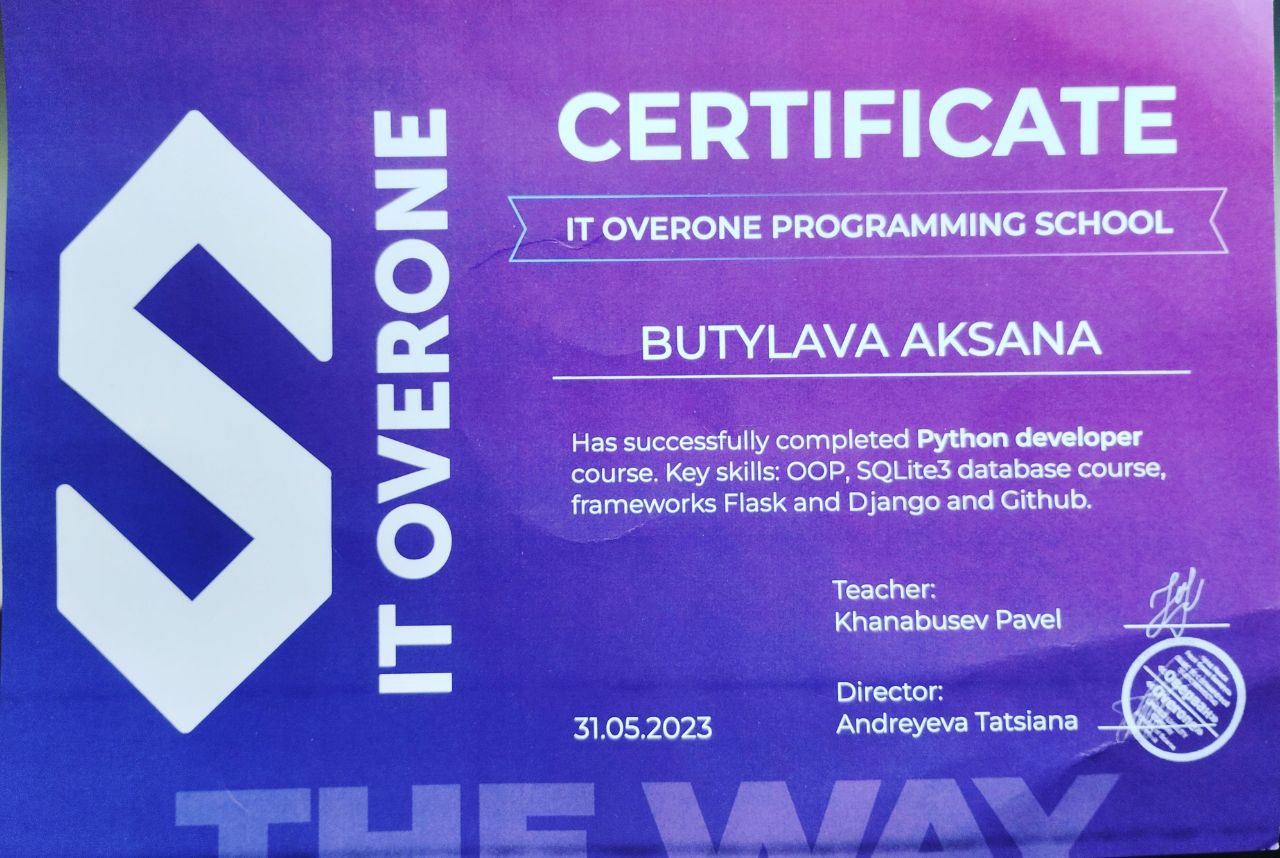 IT OVERONE
CERTIFICATE
IT OVERONE PROGRAMMING SCHOOL
BUTYLAVA AKSANA
Has successfully completed Python developer
course. Key skills: OOP, SQLite3 database course,
frameworks Flask and Django and Github.
Teacher:
Khanabusev Pavel
Director:
Andreyeva Tatsiana
31.05.2023
THE WAY